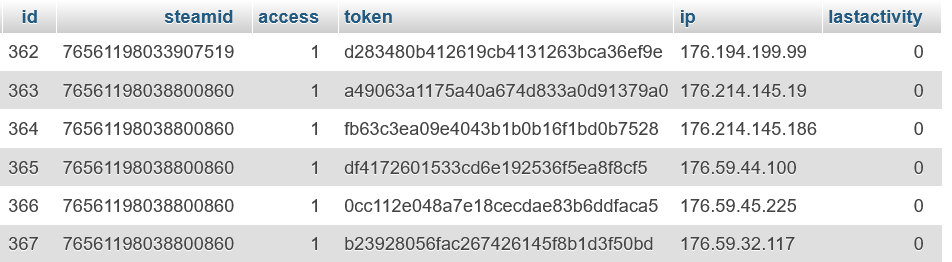 id steamid access token ip lastactivity
362 76561198033907519 1 d283480b412619cb4131263bca36ef9e 176.194.199.99 0
363 76561198038800860 1 a49063a1175a40a674d833a0d91379a0 176.214.145.19 0
364 76561198038800860 1 fb63c3ea09e4043b1b0b16f1bd0b7528 176.214.145.186 0
365 76561198038800860 1 df4172601533cd6e192536f5ea8f8cf5 176.59.44.100 0
366 76561198038800860 1 0cc112e048a7e18cecdae83b6ddfaca5 176.59.45.225 0
367 76561198038800860 1 b23928056fac267426145f8b1d3f50bd 176.59.32.117 0